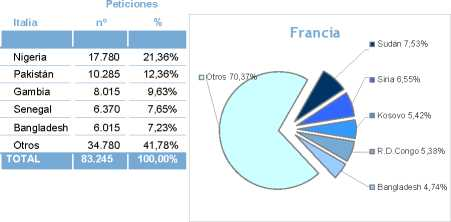 Peticiones
Italia nº %
Nigeria 17.780 21,36%
Pakistán 10.285 12,36%
Gambia 8.015 9,63%
Senegal 6.370 7,65%
Bangladesh 6.015 7,23%
Otros 34.780 41,78%
TOTAL 83.245 100,00%
Francia
Sudan 7,53%
Otros 70,37%
Siria 6,55%
Kosovo 5,42%
R.D.Congo 5,38%
Bangladesh 4,74%